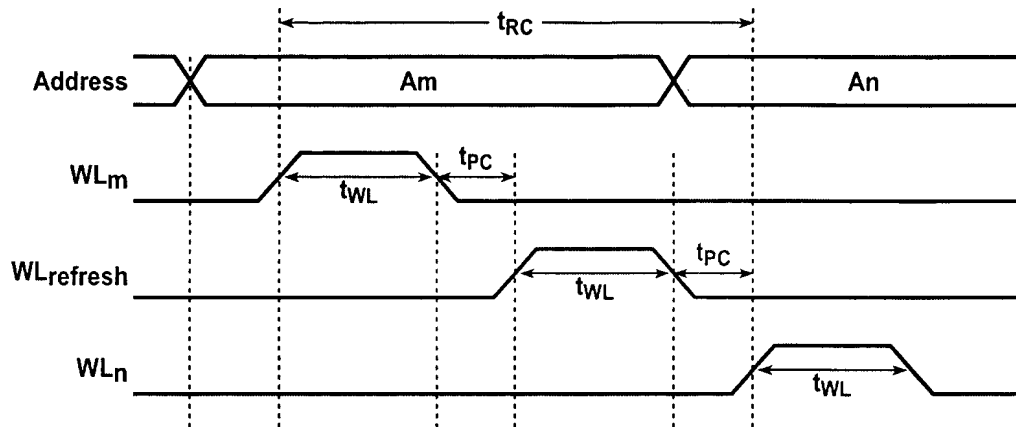 tRC
Address Am An
WLm tWL tPC
WLrefresh tWL tPC
WLn tWL